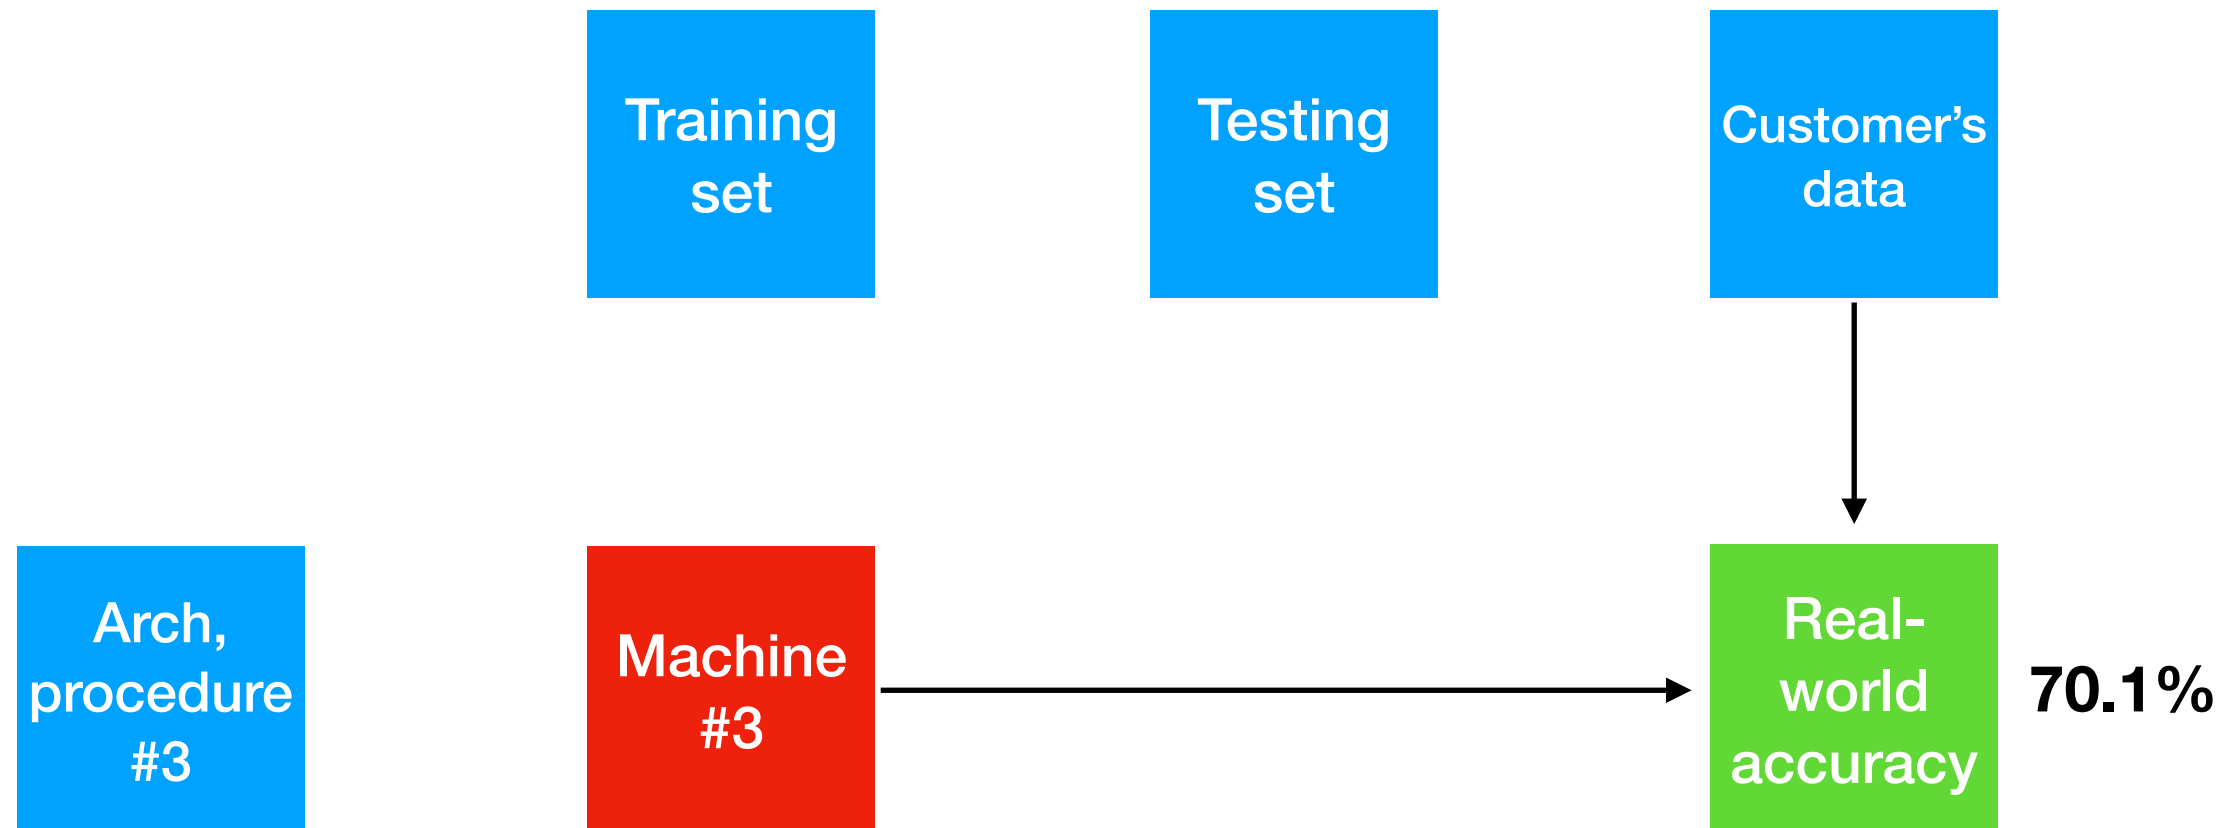 Training
set
Testing
set
Customer’s
data
Arch,
procedure
#3
Machine
#3
Real-
world
accuracy
70.1%